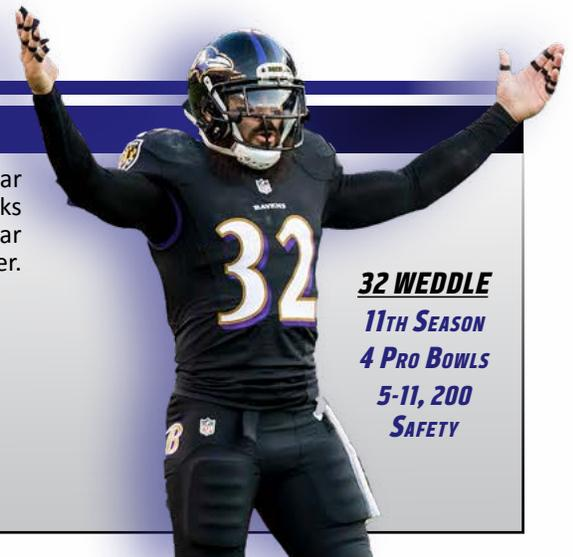 ar
ks
ar
er.
RAVENS
32
B
32 WEDDLE
11TH SEASON
4 PRO BOWLS
5-11, 200
SAFETY